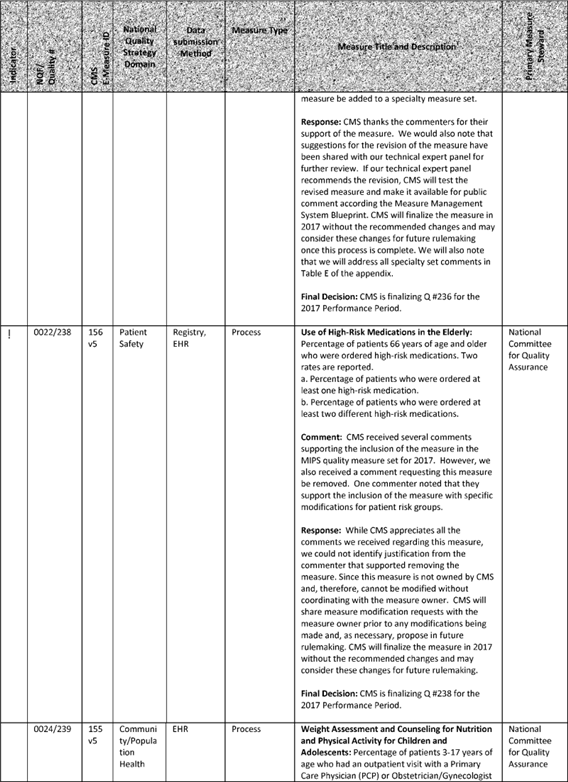 Indicator
NQF/
Quality #
CMS
E-Measure ID
National
Quality
Strategy
Domain
Data
submission
Method
Measure Type
Measure Title and Description
Primary Measure
Steward
measure be added to a specialty measure set.
Response: CMS thanks the commenters for their
support of the measure. We would also note that
suggestions for the revision of the measure have
been shared with our technical expert panel for
further review. If our technical expert panel
recommends the revision, CMS will test the
revised measure and make it available for public
comment according the Measure Management
System Blueprint. CMS will finalize the measure in
2017 without the recommended changes and may
consider these changes for future rulemaking
once this process is complete. We will also note
that we will address all specialty set comments in
Table E of the appendix.
Final Decision: CMS is finalizing Q #236 for the
2017 Performance Period.
!
0022/238
156
v5
Patient
Safety
Registry,
EHR
Process
Use of High-Risk Medications in the Elderly:
Percentage of patients 66 years of age and older
who were ordered high-risk medications. Two
rates are reported.
a. Percentage of patients who were ordered at
least one high-risk medication.
b. Percentage of patients who were ordered at
least two different high-risk medications.
Comment: CMS received several comments
supporting the inclusion of the measure in the
MIPS quality measure set for 2017. However, we
also received a comment requesting this measure
be removed. One commenter noted that they
support the inclusion of the measure with specific
modifications for patient risk groups.
Response: While CMS appreciates all the
comments we received regarding this measure,
we could not identify justification from the
commenter that supported removing the
measure. Since this measure is not owned by CMS
and, therefore, cannot be modified without
coordinating with the measure owner. CMS will
share measure modification requests with the
measure owner prior to any modifications being
made and, as necessary, propose in future
rulemaking. CMS will finalize the measure in 2017
without the recommended changes and may
consider these changes for future rulemaking.
Final Decision: CMS is finalizing Q #238 for the
2017 Performance Period.
National
Committee
for Quality
Assurance
0024/239
155
v5
Communi
ty/Popula
tion
Health
EHR
Process
Weight Assessment and Counseling for Nutrition
and Physical Activity for Children and
Adolescents: Percentage of patients 3-17 years of
age who had an outpatient visit with a Primary
Care Physician (PCP) or Obstetrician/Gynecologist
National
Committee
for Quality
Assurance